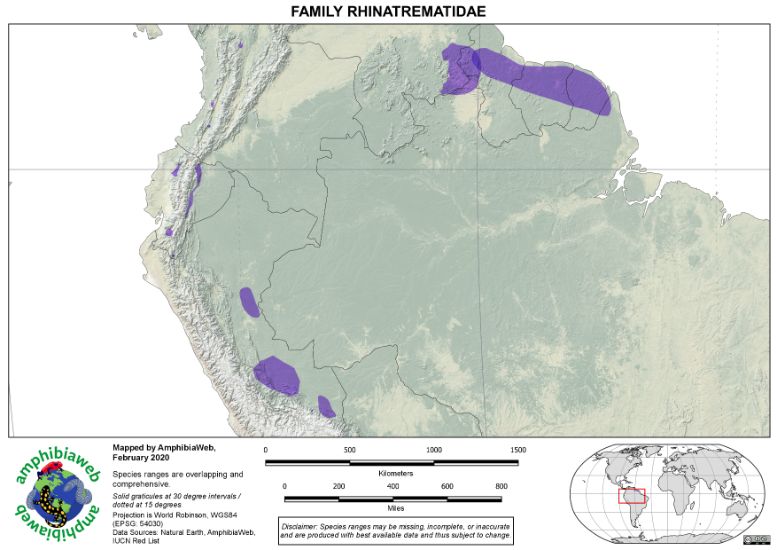 FAMILY RHINATREMATIDAE
amphibiaweb
amphibiaweb
Mapped by AmphibiaWeb,
February 2020
Species ranges are overlapping and
comprehensive.
Solid graticules at 30 degree intervals /
dotted at 15 degrees.
Projection is World Robinson, WGS84
(EPSG: 54030)
Data Sources: Natural Earth, AmphibiaWeb,
IUCN Red List
0 500 1000 1500
Kilometers
0 200 400 600 800
Miles
Disclaimer: Species ranges may be missing, incomplete, or inaccurate
and are produced with best available data and thus subject to change.